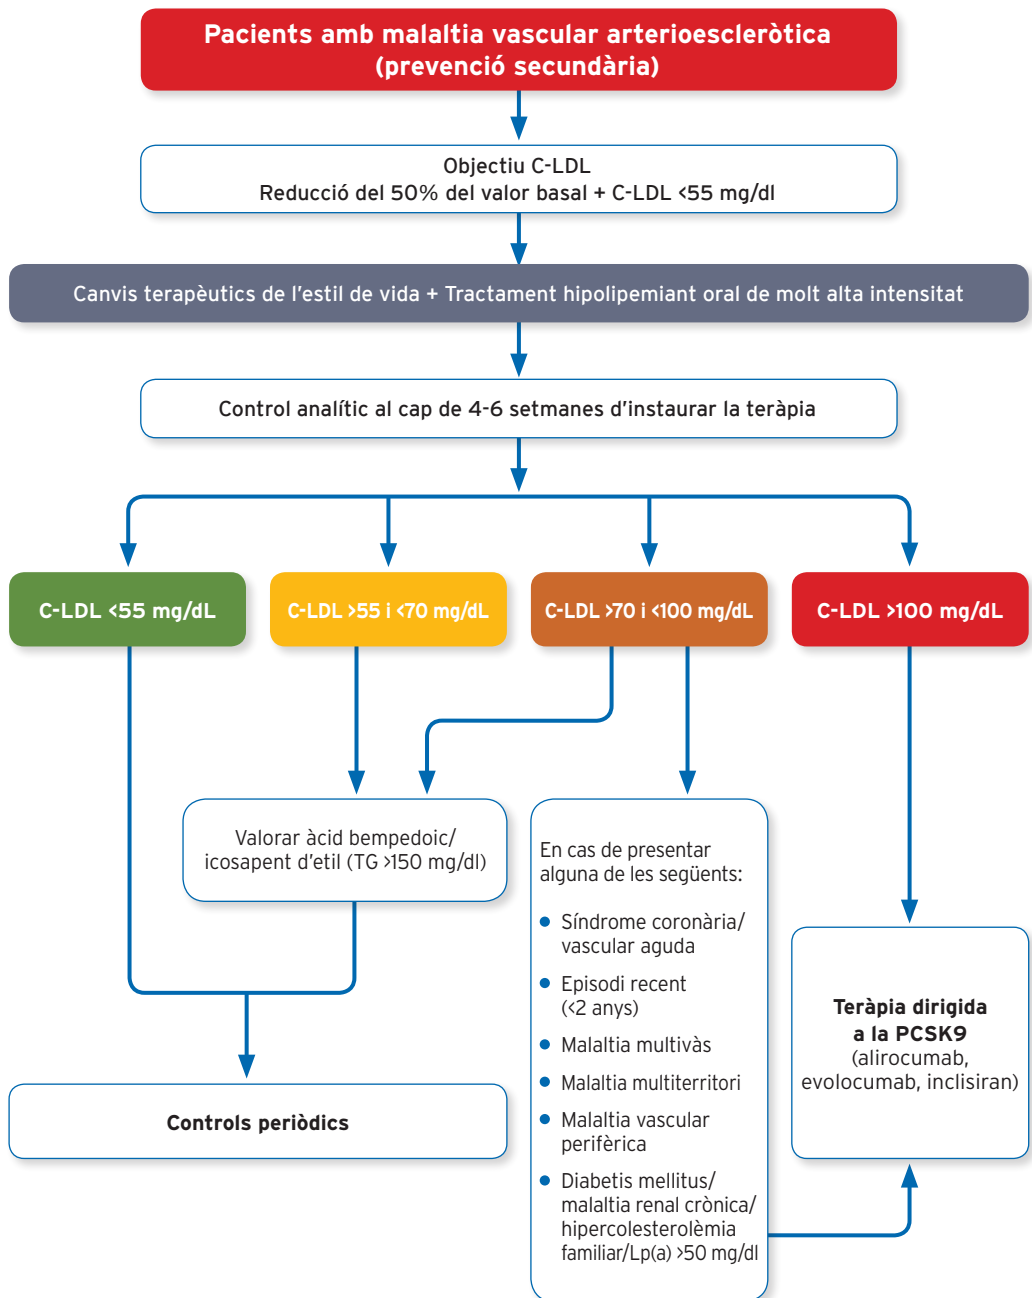 Pacients amb malaltia vascular arterioescleròtica
(prevenció secundària)
Objectiu C-LDL
Reducció del 50% del valor basal + C-LDL <55 mg/dl
Canvis terapèutics de l'estil de vida + Tractament hipolipemiant oral de molt alta intensitat
Control analític al cap de 4-6 setmanes d'instaurar la teràpia
C-LDL <55 mg/dL
C-LDL >55 i <70 mg/dL
C-LDL >70 i <100 mg/dL
C-LDL >100 mg/dL
Valorar àcid bempedoic/
icosapent d'etil (TG >150 mg/dl)
En cas de presentar
alguna de les següents:
• Síndrome coronària/
vascular aguda
• Episodi recent
(<2 anys)
• Malaltia multivàs
• Malaltia multiterritori
• Malaltia vascular
perifèrica
• Diabetis mellitus/
malaltia renal crònica/
hipercolesterolèmia
familiar/Lp(a) >50 mg/dl
Teràpia dirigida
a la PCSK9
(alirocumab,
evolocumab, inclisiran)
Controls periòdics